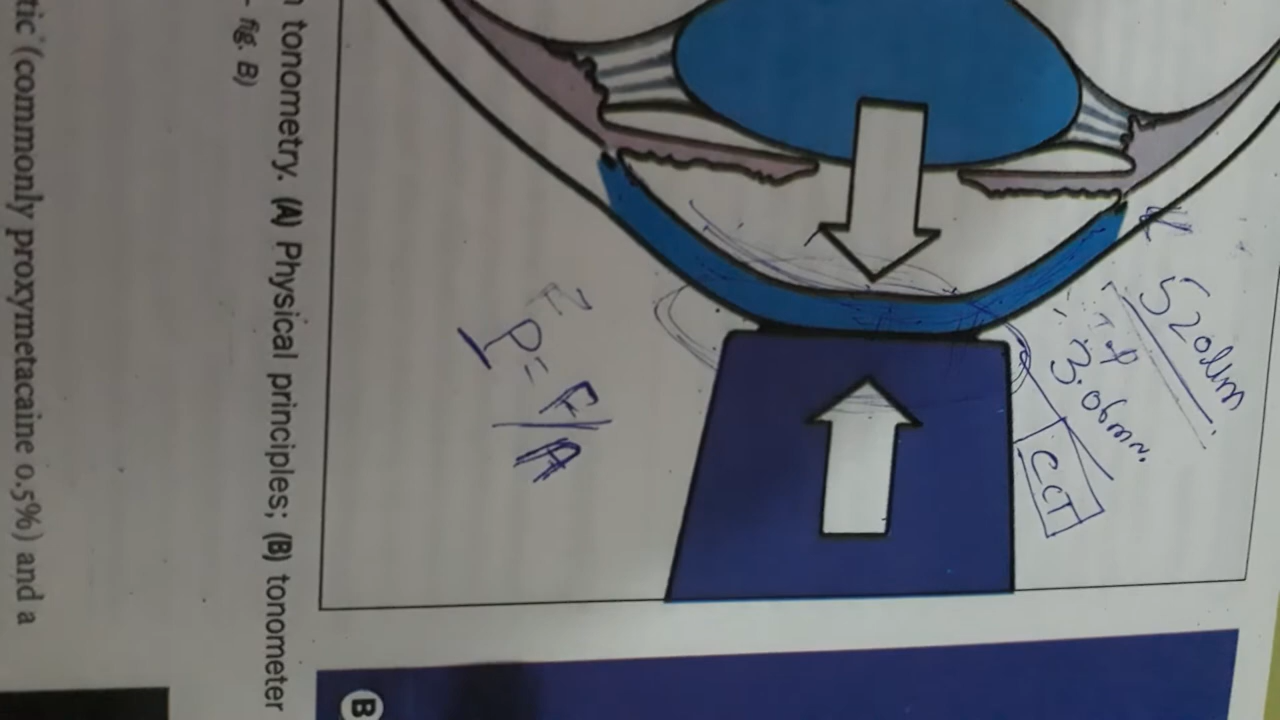 520um
3.06mm.
CCT
P = F/A
n tonometry. (A) Physical principles; (B) tonometer
fig. B)
tic (commonly proxymetacaine 0.5%) and a
B